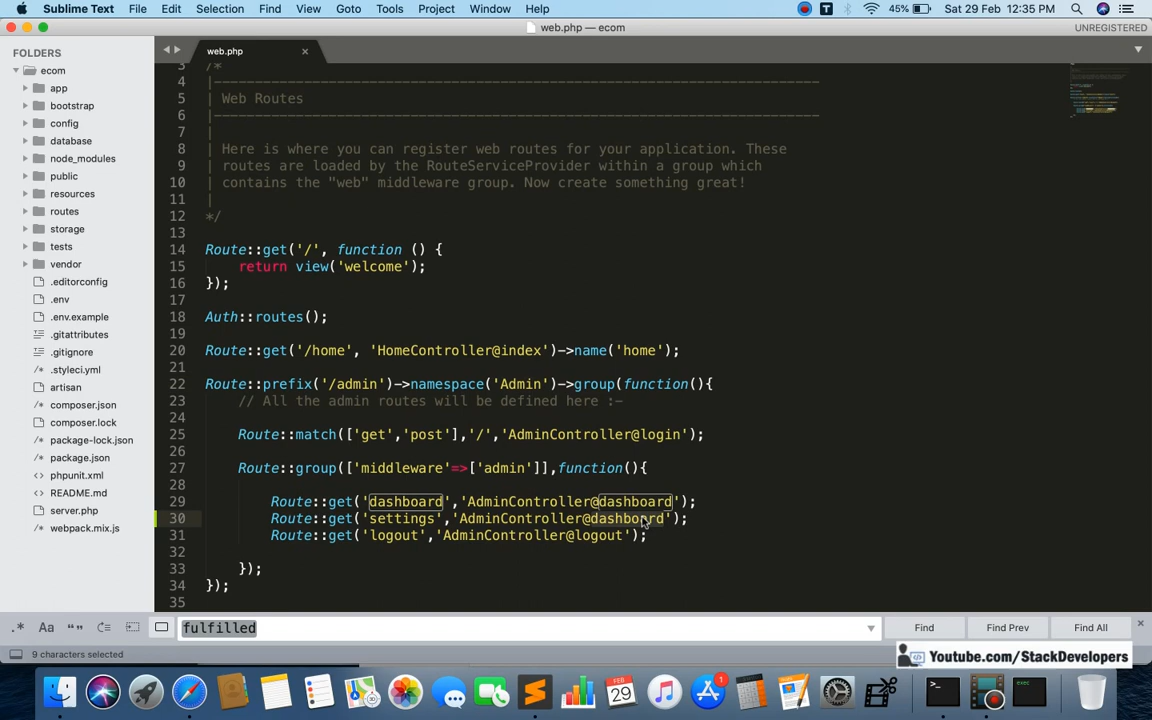 Sublime Text File Edit Selection Find View Goto Tools Project Window Help 45% Sat 29 Feb 12:35 PM
web.php — ecom UNREGISTERED
FOLDERS
ecom
app
bootstrap
config
database
node_modules
public
resources
routes
storage
tests
vendor
.editorconfig
.env
.env.example
.gitattributes
.gitignore
.styleci.yml
artisan
composer.json
composer.lock
package-lock.json
package.json
phpunit.xml
README.md
server.php
webpack.mix.js
web.php
3 /*
4 |--------------------------------------------------------------------------
5 | Web Routes
6 |--------------------------------------------------------------------------
7 |
8 | Here is where you can register web routes for your application. These
9 | routes are loaded by the RouteServiceProvider within a group which
10 | contains the "web" middleware group. Now create something great!
11 |
12 */
13
14 Route::get('/', function () {
15     return view('welcome');
16 });
17
18 Auth::routes();
19
20 Route::get('/home', 'HomeController@index')->name('home');
21
22 Route::prefix('/admin')->namespace('Admin')->group(function(){
23     // All the admin routes will be defined here :-
24
25     Route::match(['get','post'],'/','AdminController@login');
26
27     Route::group(['middleware'=>['admin']],function(){
28
29         Route::get('dashboard','AdminController@dashboard');
30         Route::get('settings','AdminController@dashboard');
31         Route::get('logout','AdminController@logout');
32
33     });
34 });
35
.* Aa “” fulfilled Find Find Prev Find All
9 characters selected
Youtube.com/StackDevelopers
29